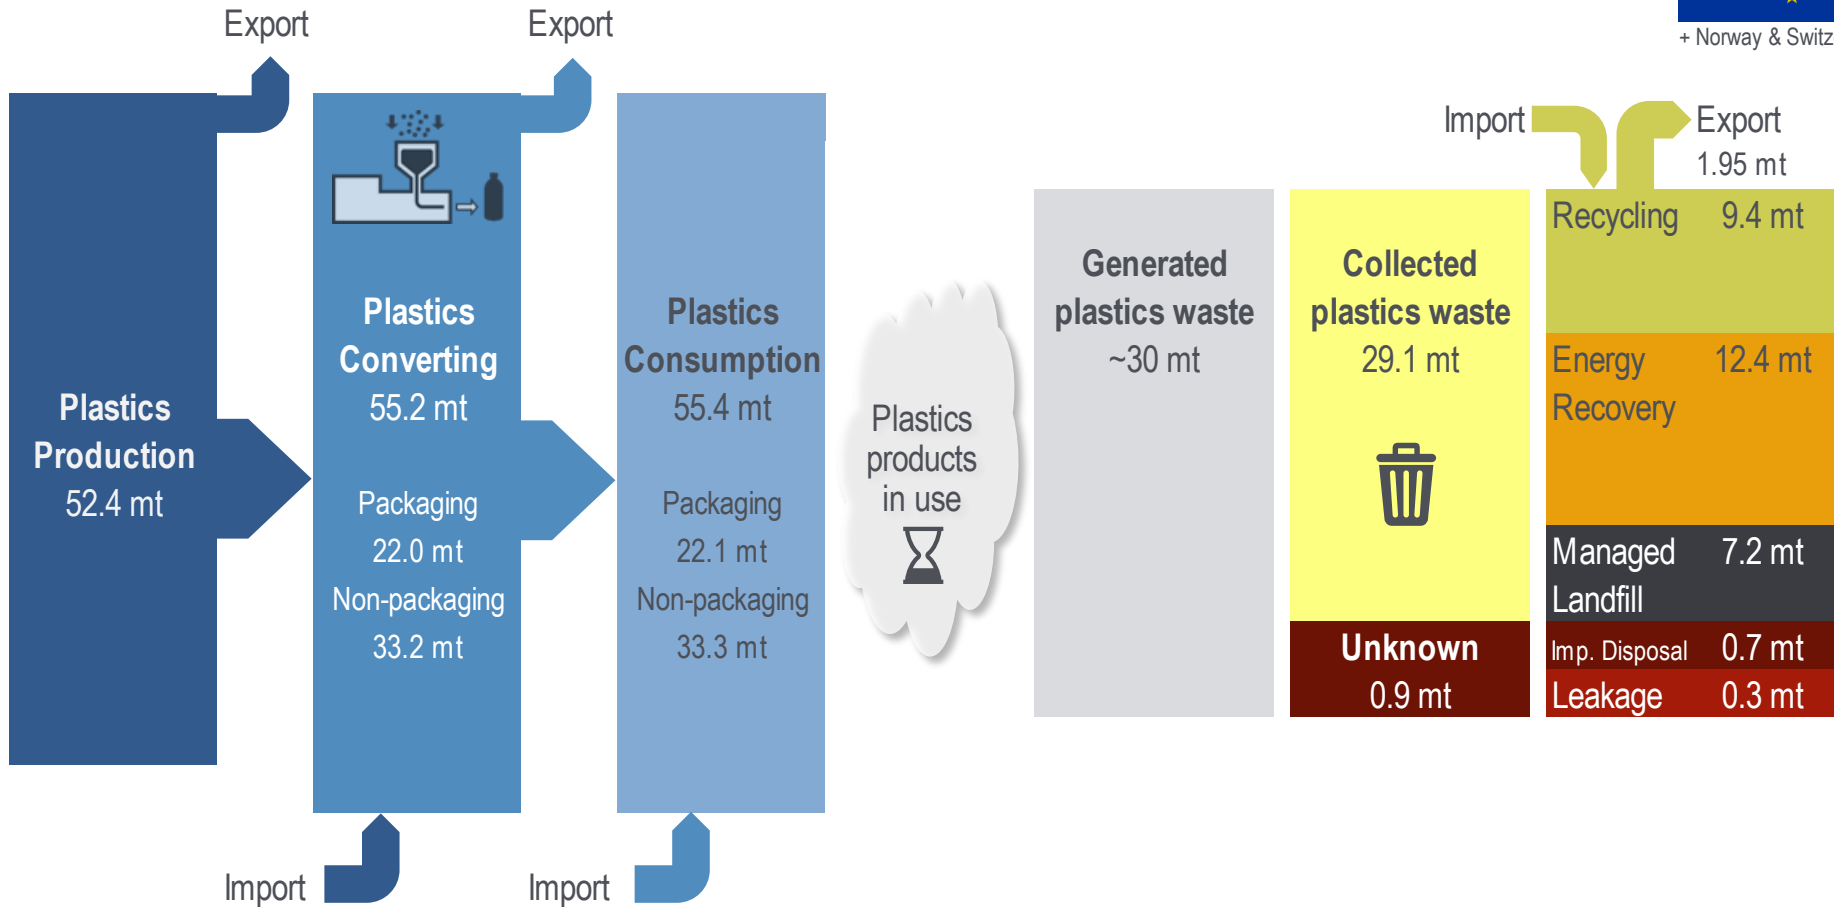 Export
Export
+ Norway & Switz
Import
Export
1.95 mt
Plastics
Production
52.4 mt
Plastics
Converting
55.2 mt
Packaging
22.0 mt
Non-packaging
33.2 mt
Plastics
Consumption
55.4 mt
Packaging
22.1 mt
Non-packaging
33.3 mt
Plastics
products
in use
Generated
plastics waste
~30 mt
Collected
plastics waste
29.1 mt
Unknown
0.9 mt
Recycling 9.4 mt
Energy 12.4 mt
Recovery
Managed 7.2 mt
Landfill
Imp. Disposal 0.7 mt
Leakage 0.3 mt
Import
Import